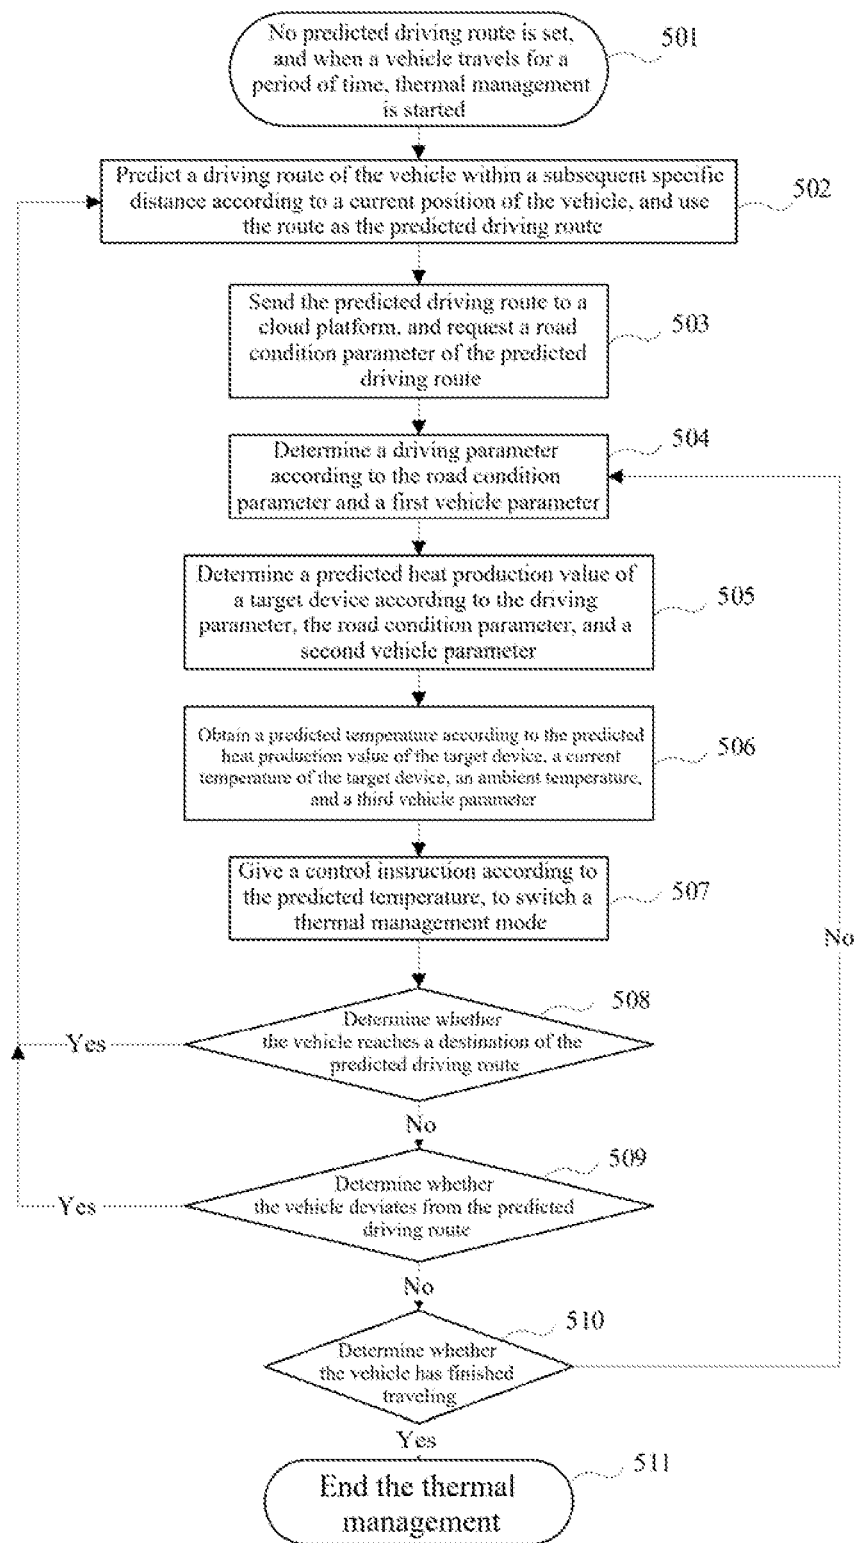 No predicted driving route is set,
and when a vehicle travels for a
period of time, thermal management
is started
501
Predict a driving route of the vehicle within a subsequent specific
distance according to a current position of the vehicle, and use
the route as the predicted driving route
502
Send the predicted driving route to a
cloud platform, and request a road
condition parameter of the predicted
driving route
503
Determine a driving parameter
according to the road condition
parameter and a first vehicle parameter
504
Determine a predicted heat production value of
a target device according to the driving
parameter, the road condition parameter, and a
second vehicle parameter
505
Obtain a predicted temperature according to the predicted
heat production value of the target device, a current
temperature of the target device, an ambient temperature,
and a third vehicle parameter
506
Give a control instruction according to
the predicted temperature, to switch a
thermal management mode
507
No
Determine whether
the vehicle reaches a destination of the
predicted driving route
508
Yes
No
Determine whether
the vehicle deviates from the predicted
driving route
509
Yes
No
Determine whether
the vehicle has finished
traveling
510
Yes
End the thermal
management
511